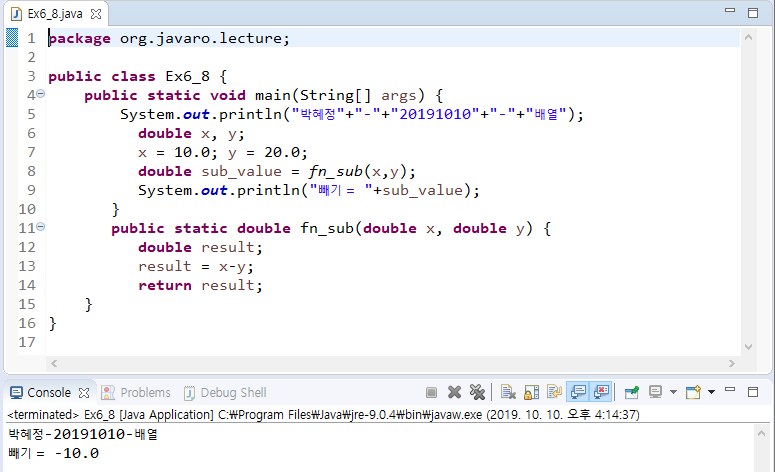 Ex6_8.java
1 package org.javaro.lecture;
2
3 public class Ex6_8 {
4 public static void main(String[] args) {
5 System.out.println("박혜정"+"-"+"20191010"+"-"+"배열");
6 double x, y;
7 x = 10.0; y = 20.0;
8 double sub_value = fn_sub(x,y);
9 System.out.println("빼기 = "+sub_value);
10 }
11 public static double fn_sub(double x, double y) {
12 double result;
13 result = x-y;
14 return result;
15 }
16 }
17
Console Problems Debug Shell
<terminated> Ex6_8 [Java Application] C:₩Program Files₩Java₩jre-9.0.4₩bin₩javaw.exe (2019. 10. 10. 오후 4:14:37)
박혜정-20191010-배열
빼기 = -10.0